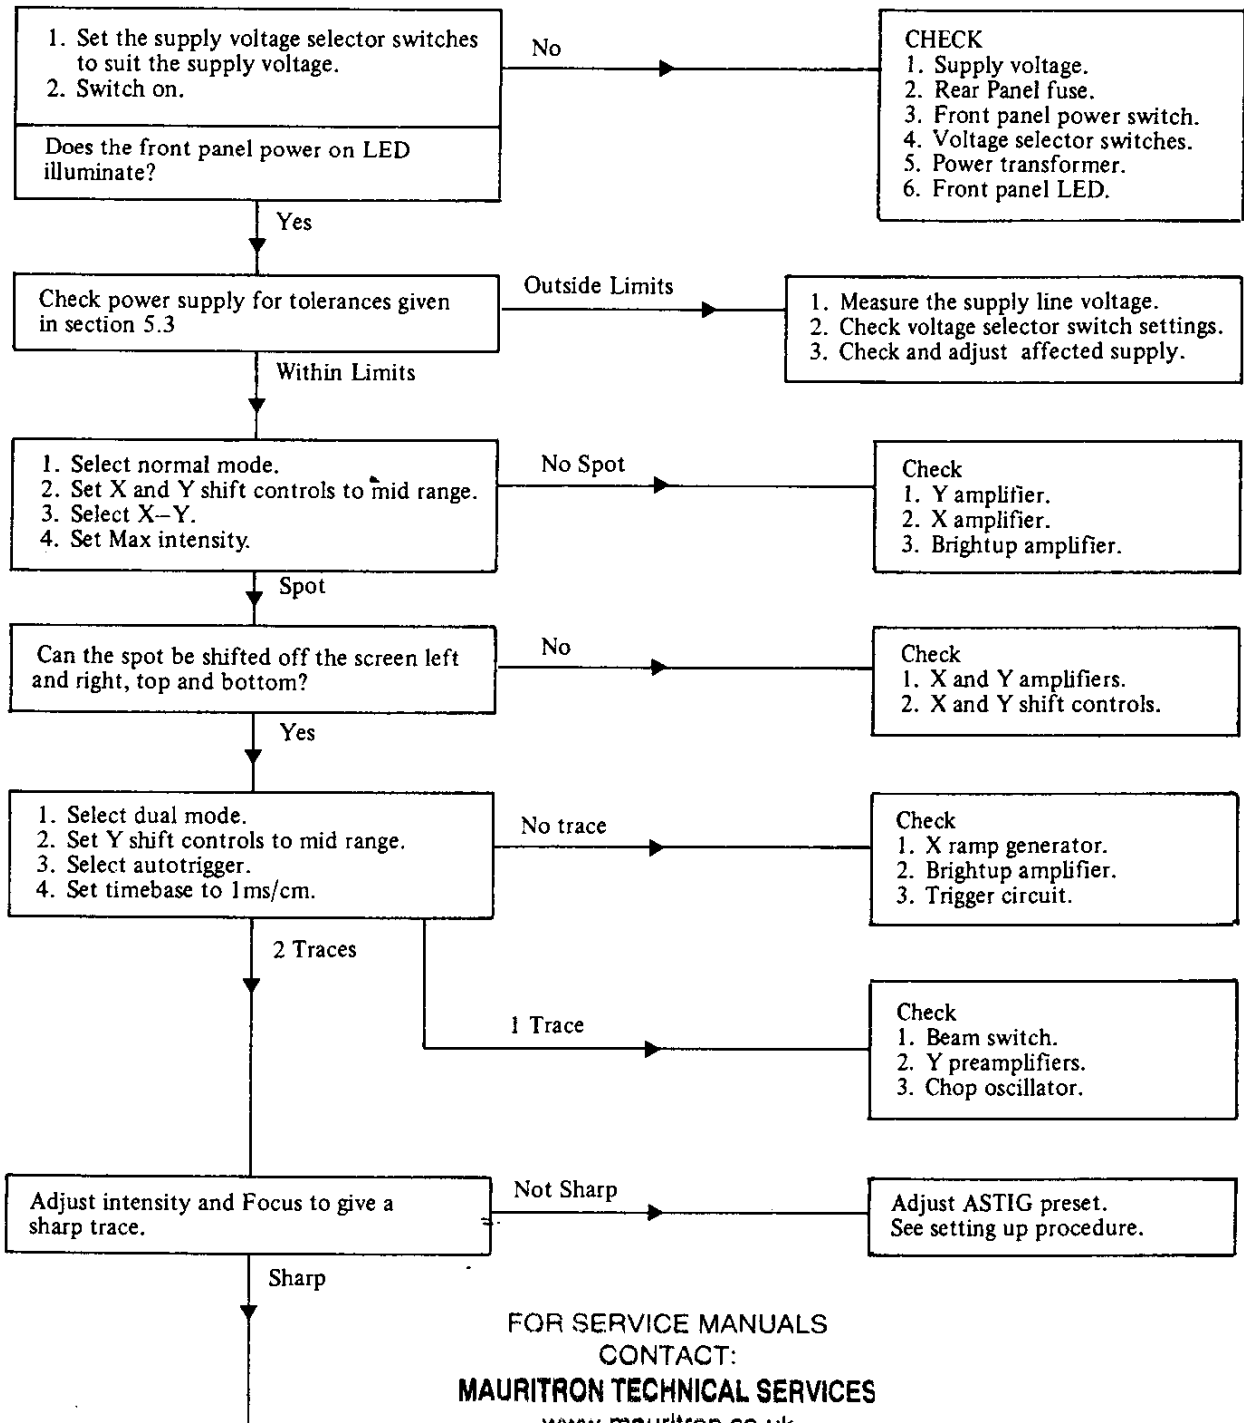 1. Set the supply voltage selector switches
to suit the supply voltage.
2. Switch on.
Does the front panel power on LED
illuminate?
No
CHECK
1. Supply voltage.
2. Rear Panel fuse.
3. Front panel power switch.
4. Voltage selector switches.
5. Power transformer.
6. Front panel LED.
Yes
Check power supply for tolerances given
in section 5.3
Outside Limits
1. Measure the supply line voltage.
2. Check voltage selector switch settings.
3. Check and adjust affected supply.
Within Limits
1. Select normal mode.
2. Set X and Y shift controls to mid range.
3. Select X–Y.
4. Set Max intensity.
No Spot
Check
1. Y amplifier.
2. X amplifier.
3. Brightup amplifier.
Spot
Can the spot be shifted off the screen left
and right, top and bottom?
No
Check
1. X and Y amplifiers.
2. X and Y shift controls.
Yes
1. Select dual mode.
2. Set Y shift controls to mid range.
3. Select autotrigger.
4. Set timebase to 1ms/cm.
No trace
Check
1. X ramp generator.
2. Brightup amplifier.
3. Trigger circuit.
2 Traces
1 Trace
Check
1. Beam switch.
2. Y preamplifiers.
3. Chop oscillator.
Adjust intensity and Focus to give a
sharp trace.
Not Sharp
Adjust ASTIG preset.
See setting up procedure.
Sharp
FOR SERVICE MANUALS
CONTACT:
MAURITRON TECHNICAL SERVICES
www.mauritron.co.uk